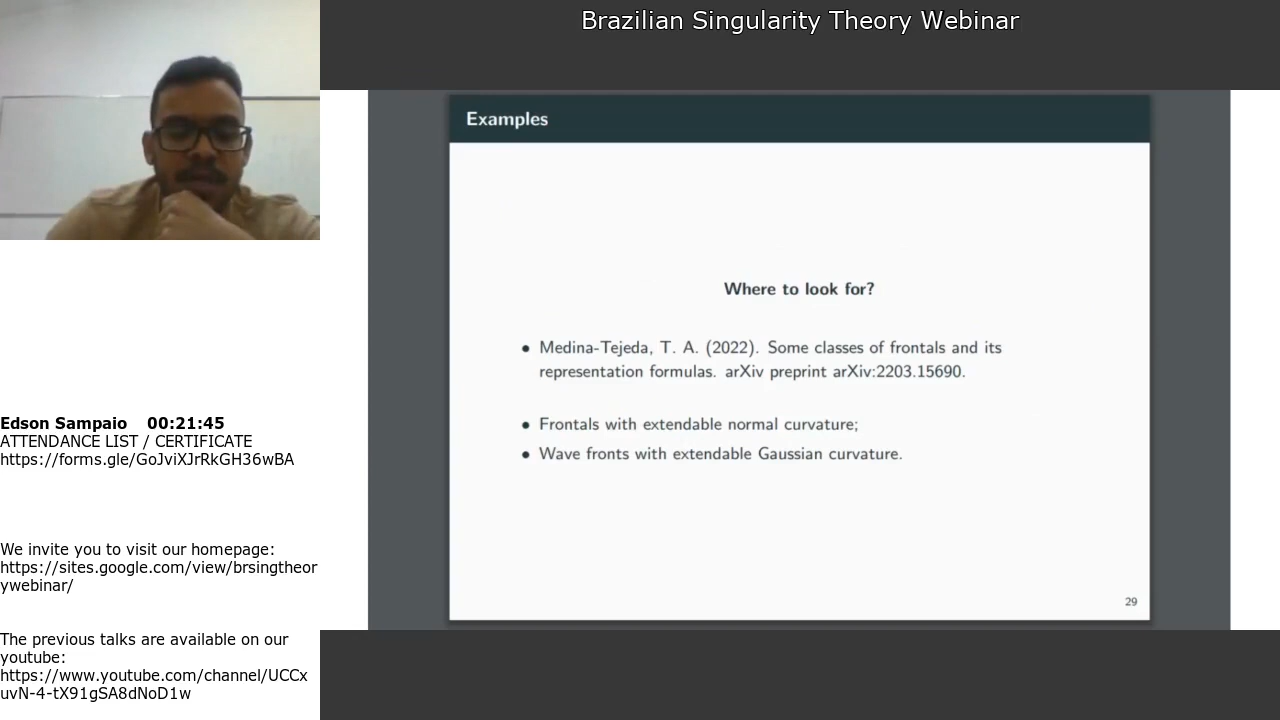 Brazilian Singularity Theory Webinar
Examples
Where to look for?
• Medina-Tejeda, T. A. (2022). Some classes of frontals and its
representation formulas. arXiv preprint arXiv:2203.15690.
• Frontals with extendable normal curvature;
• Wave fronts with extendable Gaussian curvature.
29
Edson Sampaio 00:21:45
ATTENDANCE LIST / CERTIFICATE
https://forms.gle/GoJviXJrRkGH36wBA
We invite you to visit our homepage:
https://sites.google.com/view/brsingtheor
ywebinar/
The previous talks are available on our
youtube:
https://www.youtube.com/channel/UCCx
uvN-4-tX91gSA8dNoD1w